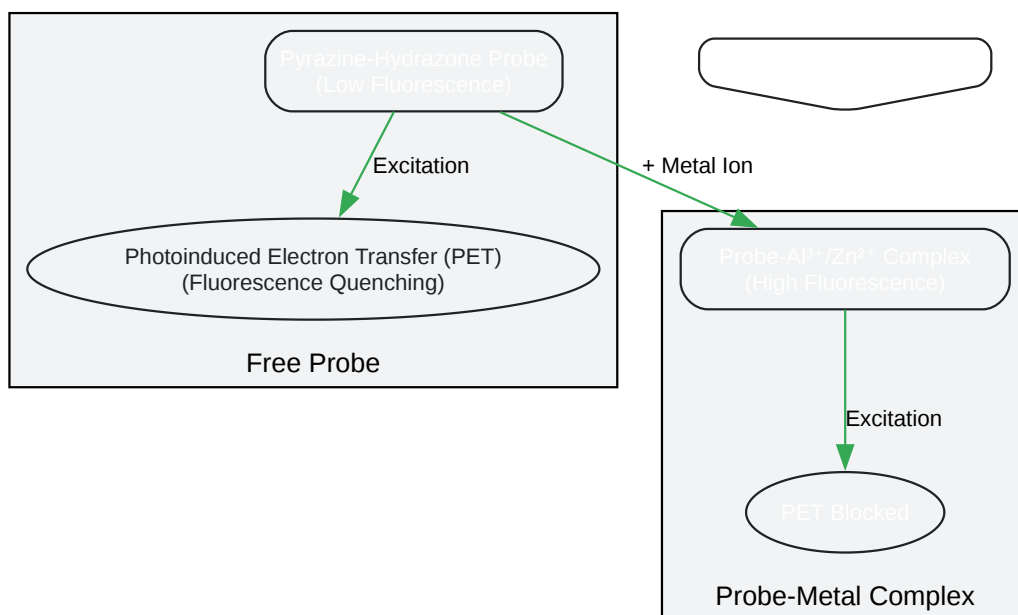 Pyrazine-Hydrazone Probe
(Low Fluorescence)
Excitation
+ Metal Ion
Photoinduced Electron Transfer (PET)
(Fluorescence Quenching)
Free Probe
Probe-Al³⁺/Zn²⁺ Complex
(High Fluorescence)
Excitation
PET Blocked
Probe-Metal Complex